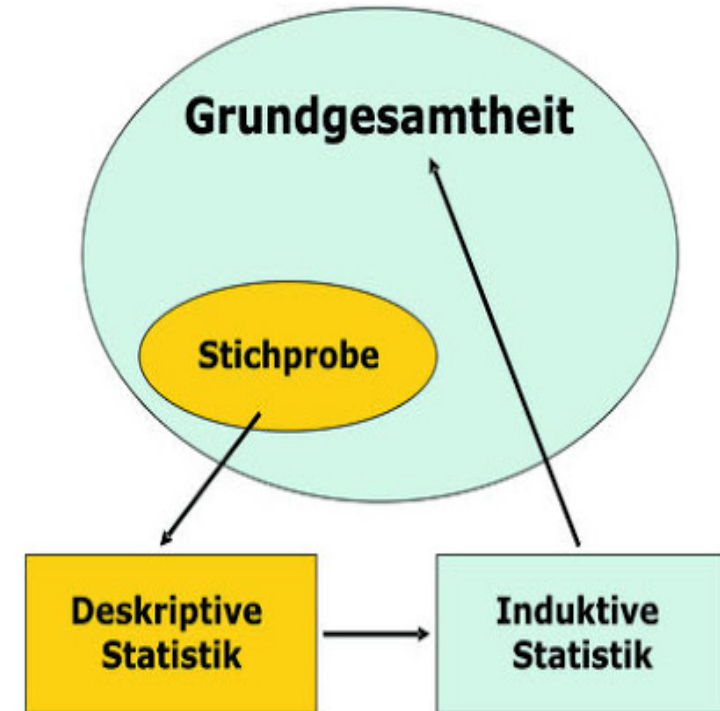 Grundgesamtheit
Stichprobe
Deskriptive
Statistik
Induktive
Statistik